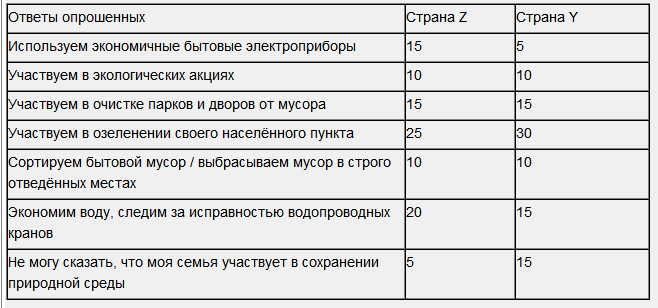 Ответы опрошенных Страна Z Страна Y
Используем экономичные бытовые электроприборы 15 5
Участвуем в экологических акциях 10 10
Участвуем в очистке парков и дворов от мусора 15 15
Участвуем в озеленении своего населённого пункта 25 30
Сортируем бытовой мусор / выбрасываем мусор в строго 10 10
отведённых местах
Экономим воду, следим за исправностью водопроводных 20 15
кранов
Не могу сказать, что моя семья участвует в сохранении 5 15
природной среды